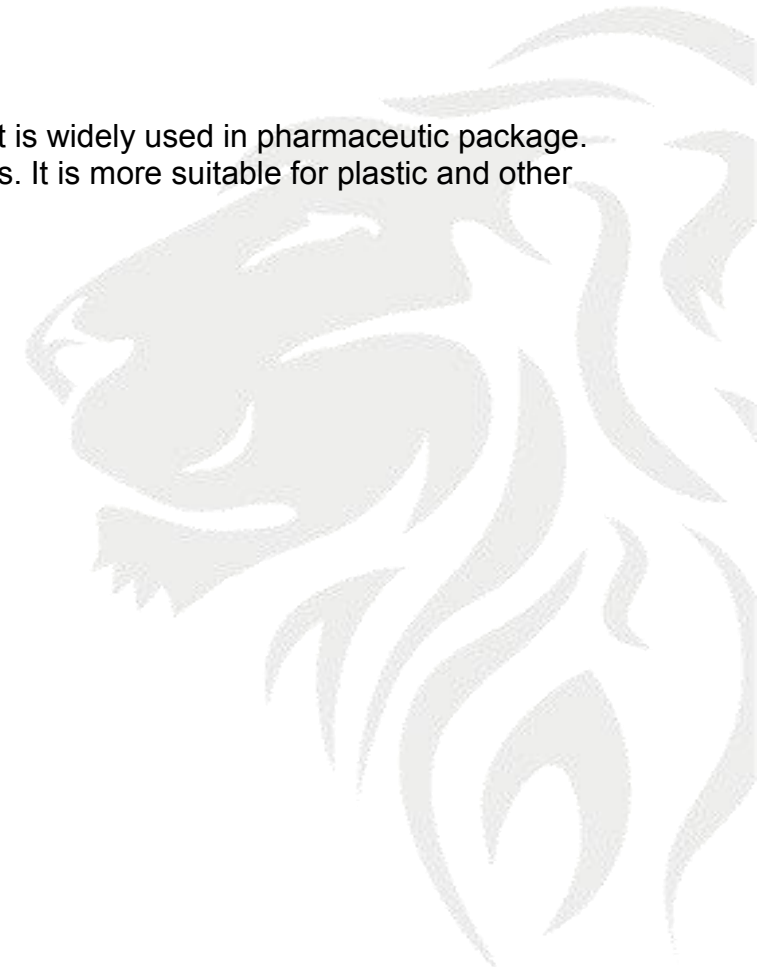 t is widely used in pharmaceutic package.
s. It is more suitable for plastic and other